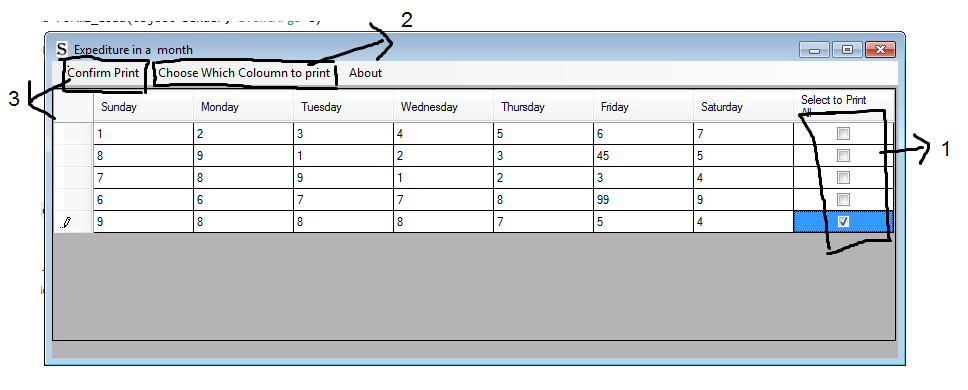 2
S Expediture in a month
Confirm Print Choose Which Coloumn to print About
3
Sunday Monday Tuesday Wednesday Thursday Friday Saturday Select to Print
All
1 2 3 4 5 6 7
8 9 1 2 3 45 5
1
7 8 9 1 2 3 4
6 6 7 7 8 99 9
9 8 8 8 7 5 4